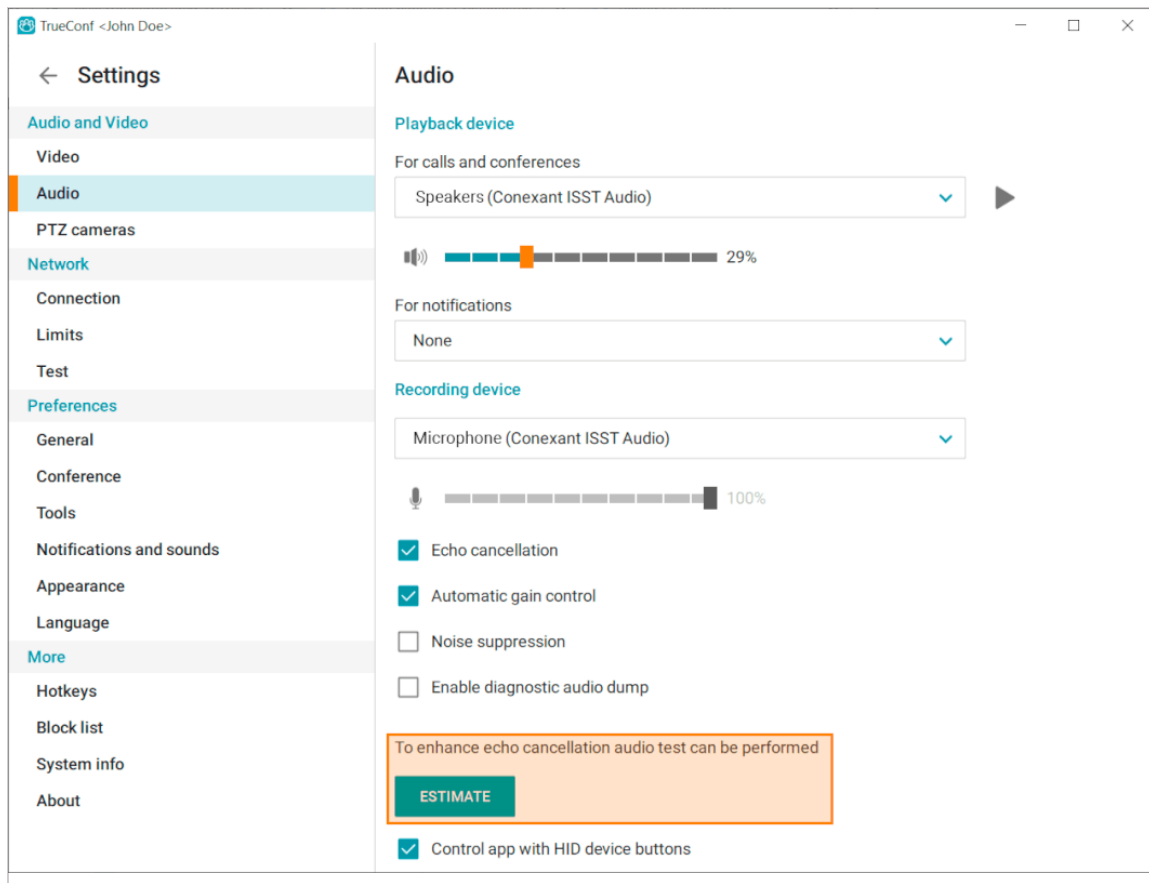 TrueConf <John Doe>
Settings
Audio and Video
Video
Audio
PTZ cameras
Network
Connection
Limits
Test
Preferences
General
Conference
Tools
Notifications and sounds
Appearance
Language
More
Hotkeys
Block list
System info
About
Audio
Playback device
For calls and conferences
Speakers (Conexant ISST Audio)
29%
For notifications
None
Recording device
Microphone (Conexant ISST Audio)
100%
Echo cancellation
Automatic gain control
Noise suppression
Enable diagnostic audio dump
To enhance echo cancellation audio test can be performed
ESTIMATE
Control app with HID device buttons